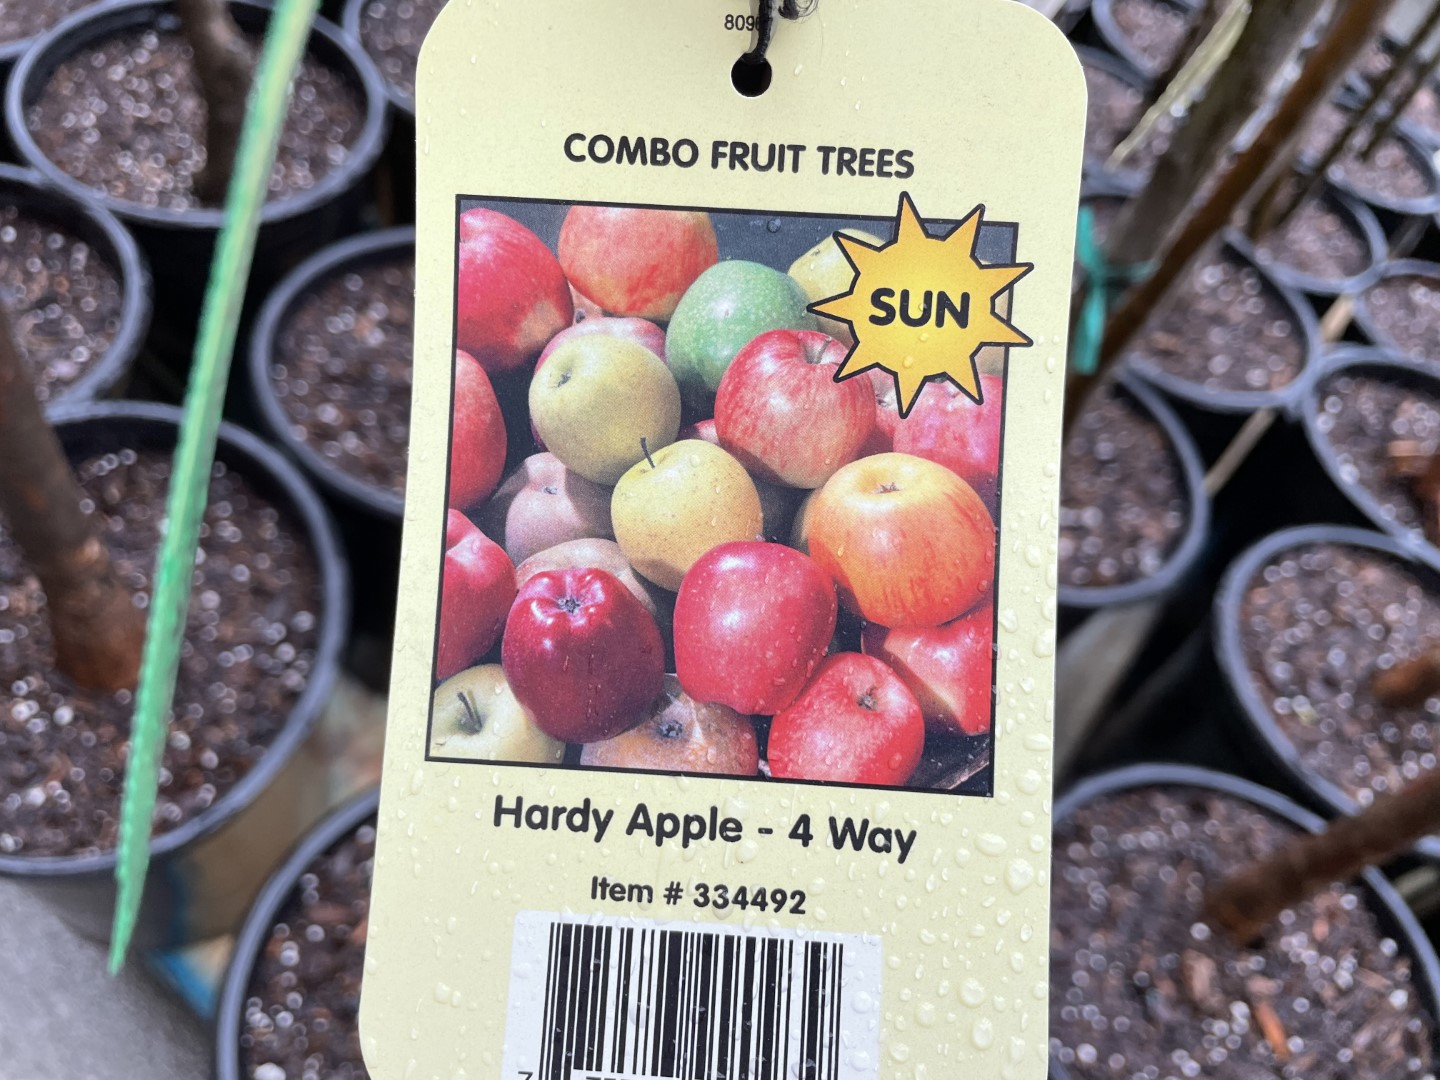 COMBO FRUIT TREES
SUN
Hardy Apple - 4 Way
Item # 334492